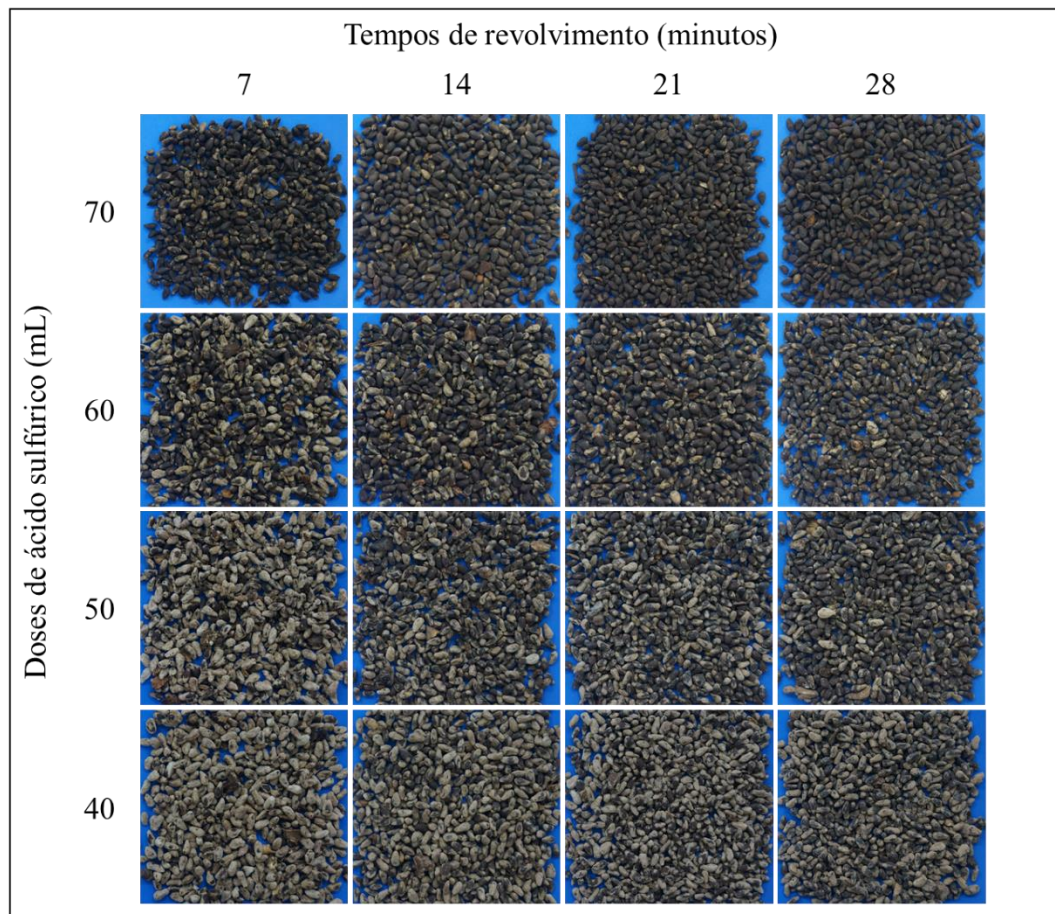 Tempos de revolvimento (minutos)
7 14 21 28
Doses de ácido sulfúrico (mL)
70
60
50
40